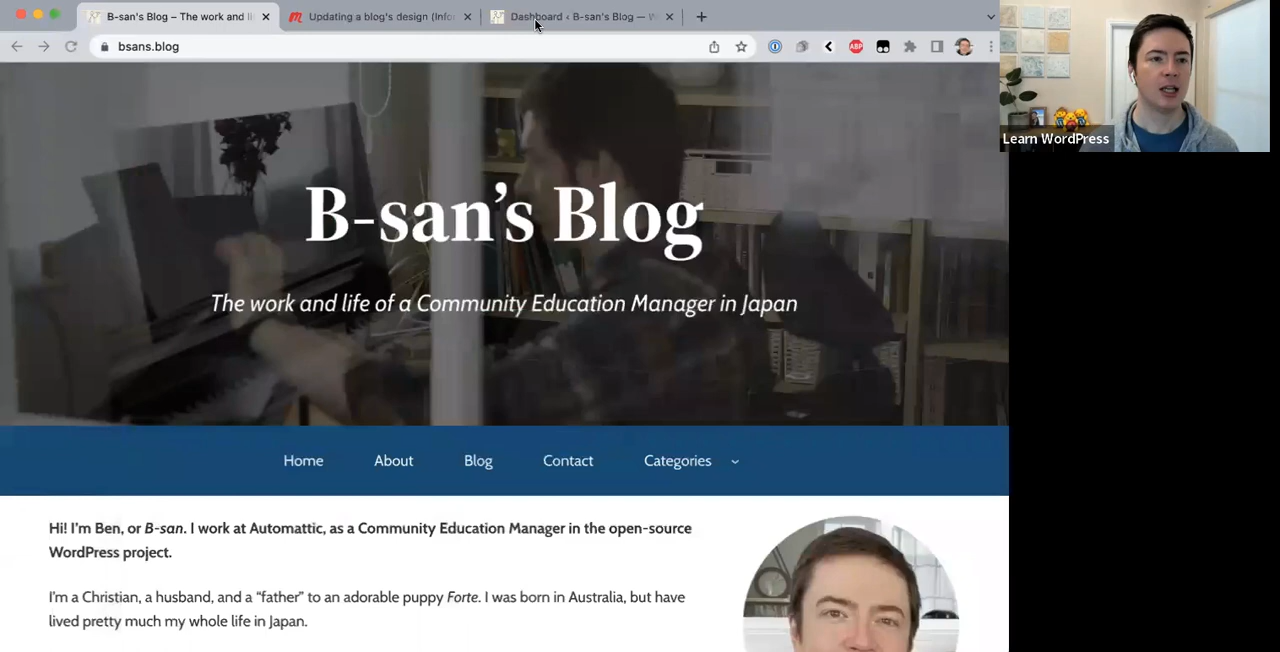 B-san's Blog – The work and li
Updating a blog's design (Info
Dashboard ‹ B-san's Blog — W
bsans.blog
ABP
Learn WordPress
B-san's Blog
The work and life of a Community Education Manager in Japan
Home About Blog Contact Categories
Hi! I'm Ben, or B-san. I work at Automattic, as a Community Education Manager in the open-source
WordPress project.
I'm a Christian, a husband, and a “father” to an adorable puppy Forte. I was born in Australia, but have
lived pretty much my whole life in Japan.